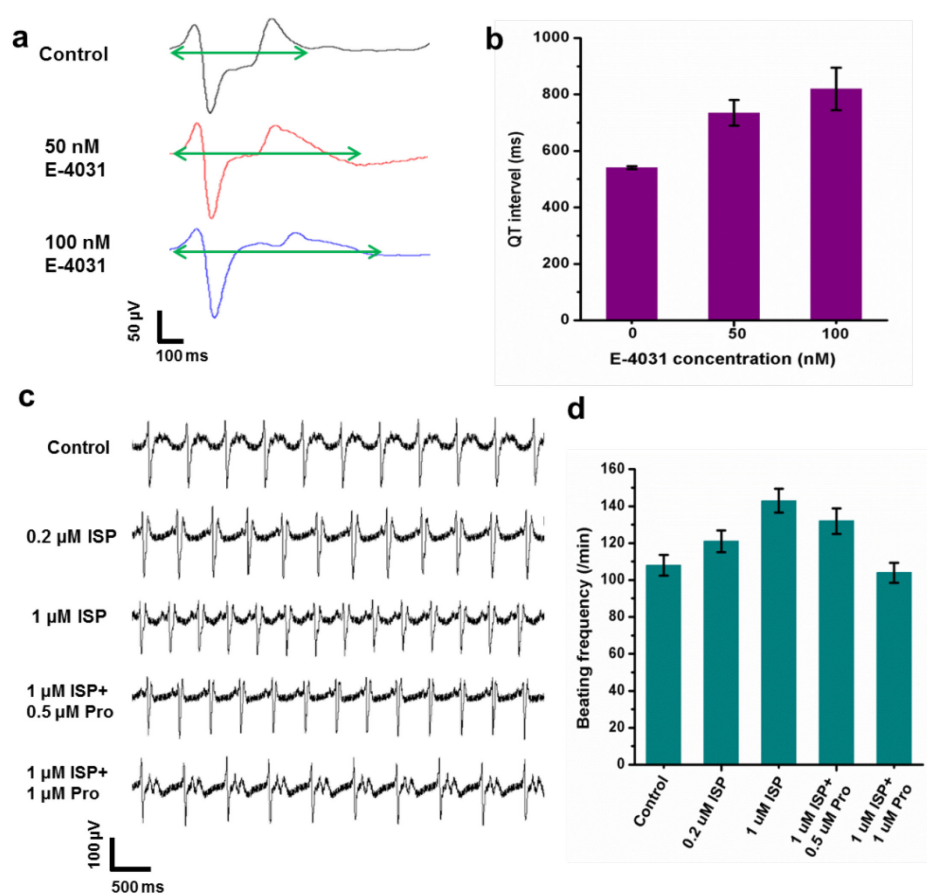 a
Control
50 nM
E-4031
100 nM
E-4031
50 µV
100 ms
b
1000
800
600
400
200
0
QT intervel (ms)
0
50
100
E-4031 concentration (nM)
c
Control
0.2 µM ISP
1 µM ISP
1 µM ISP+
0.5 µM Pro
1 µM ISP+
1 µM Pro
100 µV
500 ms
d
160
140
120
100
80
60
40
20
0
Beating frequency (/min)
Control
0.2 uM ISP
1 uM ISP
1 uM ISP+
0.5 uM Pro
1 uM ISP+
1 uM Pro